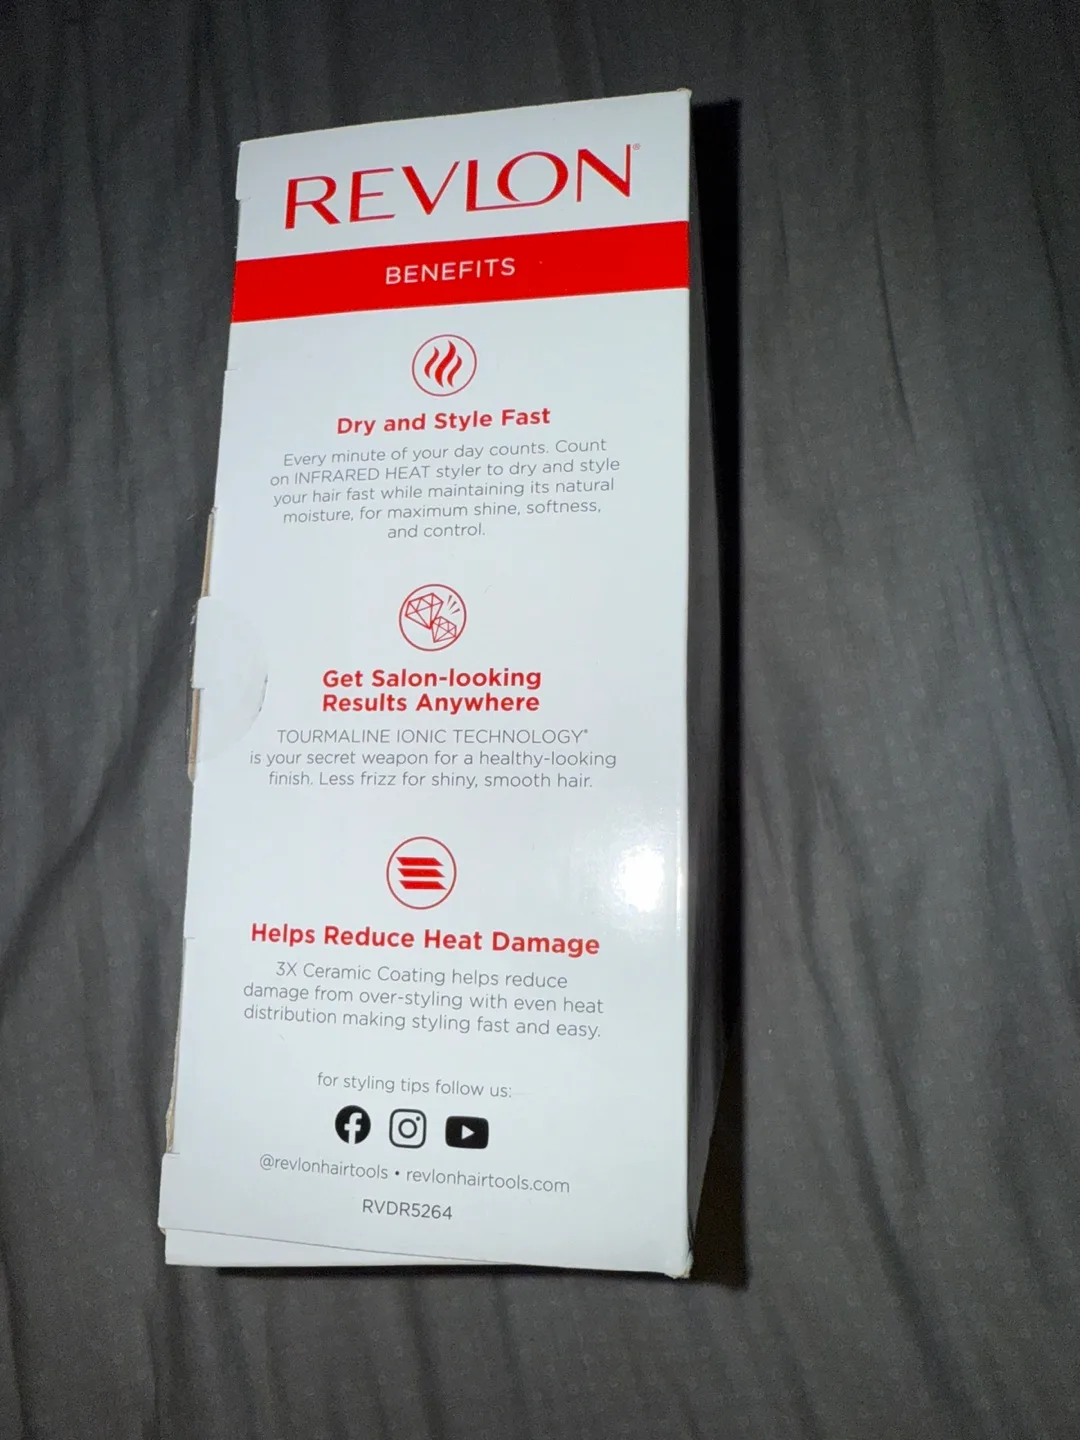 REVLON®
BENEFITS
Dry and Style Fast
Every minute of your day counts. Count
on INFRARED HEAT styler to dry and style
your hair fast while maintaining its natural
moisture, for maximum shine, softness,
and control.
Get Salon-looking
Results Anywhere
TOURMALINE IONIC TECHNOLOGY*
is your secret weapon for a healthy-looking
finish. Less frizz for shiny, smooth hair.
Helps Reduce Heat Damage
3X Ceramic Coating helps reduce
damage from over-styling with even heat
distribution making styling fast and easy.
for styling tips follow us:
@revlonhairtools • revlonhairtools.com
RVDR5264